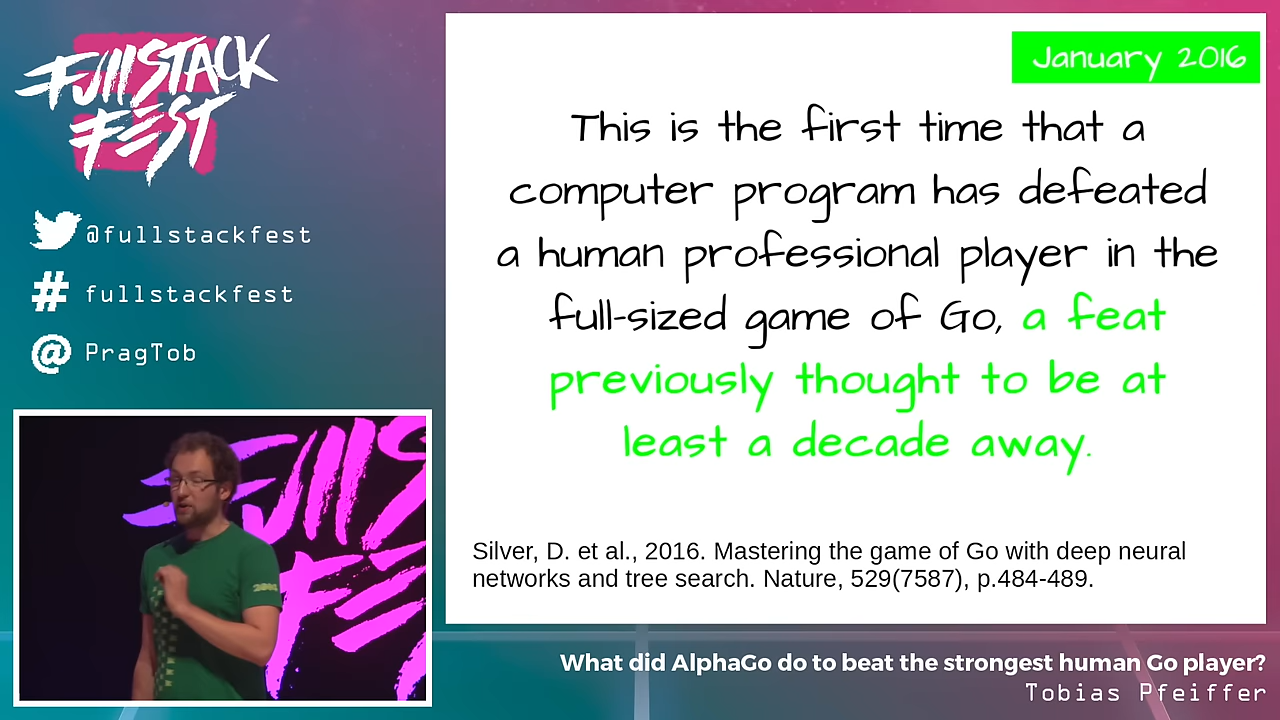 FullSTACK
FEST
@fullstackfest
# fullstackfest
@ PragTob
January 2016
This is the first time that a
computer program has defeated
a human professional player in the
full-sized game of Go, a feat
previously thought to be at
least a decade away.
Silver, D. et al., 2016. Mastering the game of Go with deep neural
networks and tree search. Nature, 529(7587), p.484-489.
What did AlphaGo do to beat the strongest human Go player?
Tobias Pfeiffer